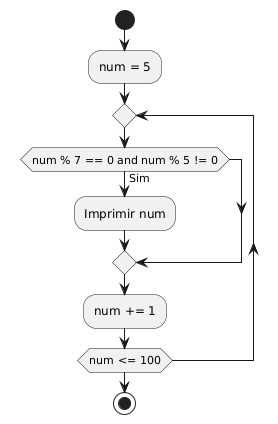 num = 5
num % 7 == 0 and num % 5 != 0
Sim
Imprimir num
num += 1
num <= 100